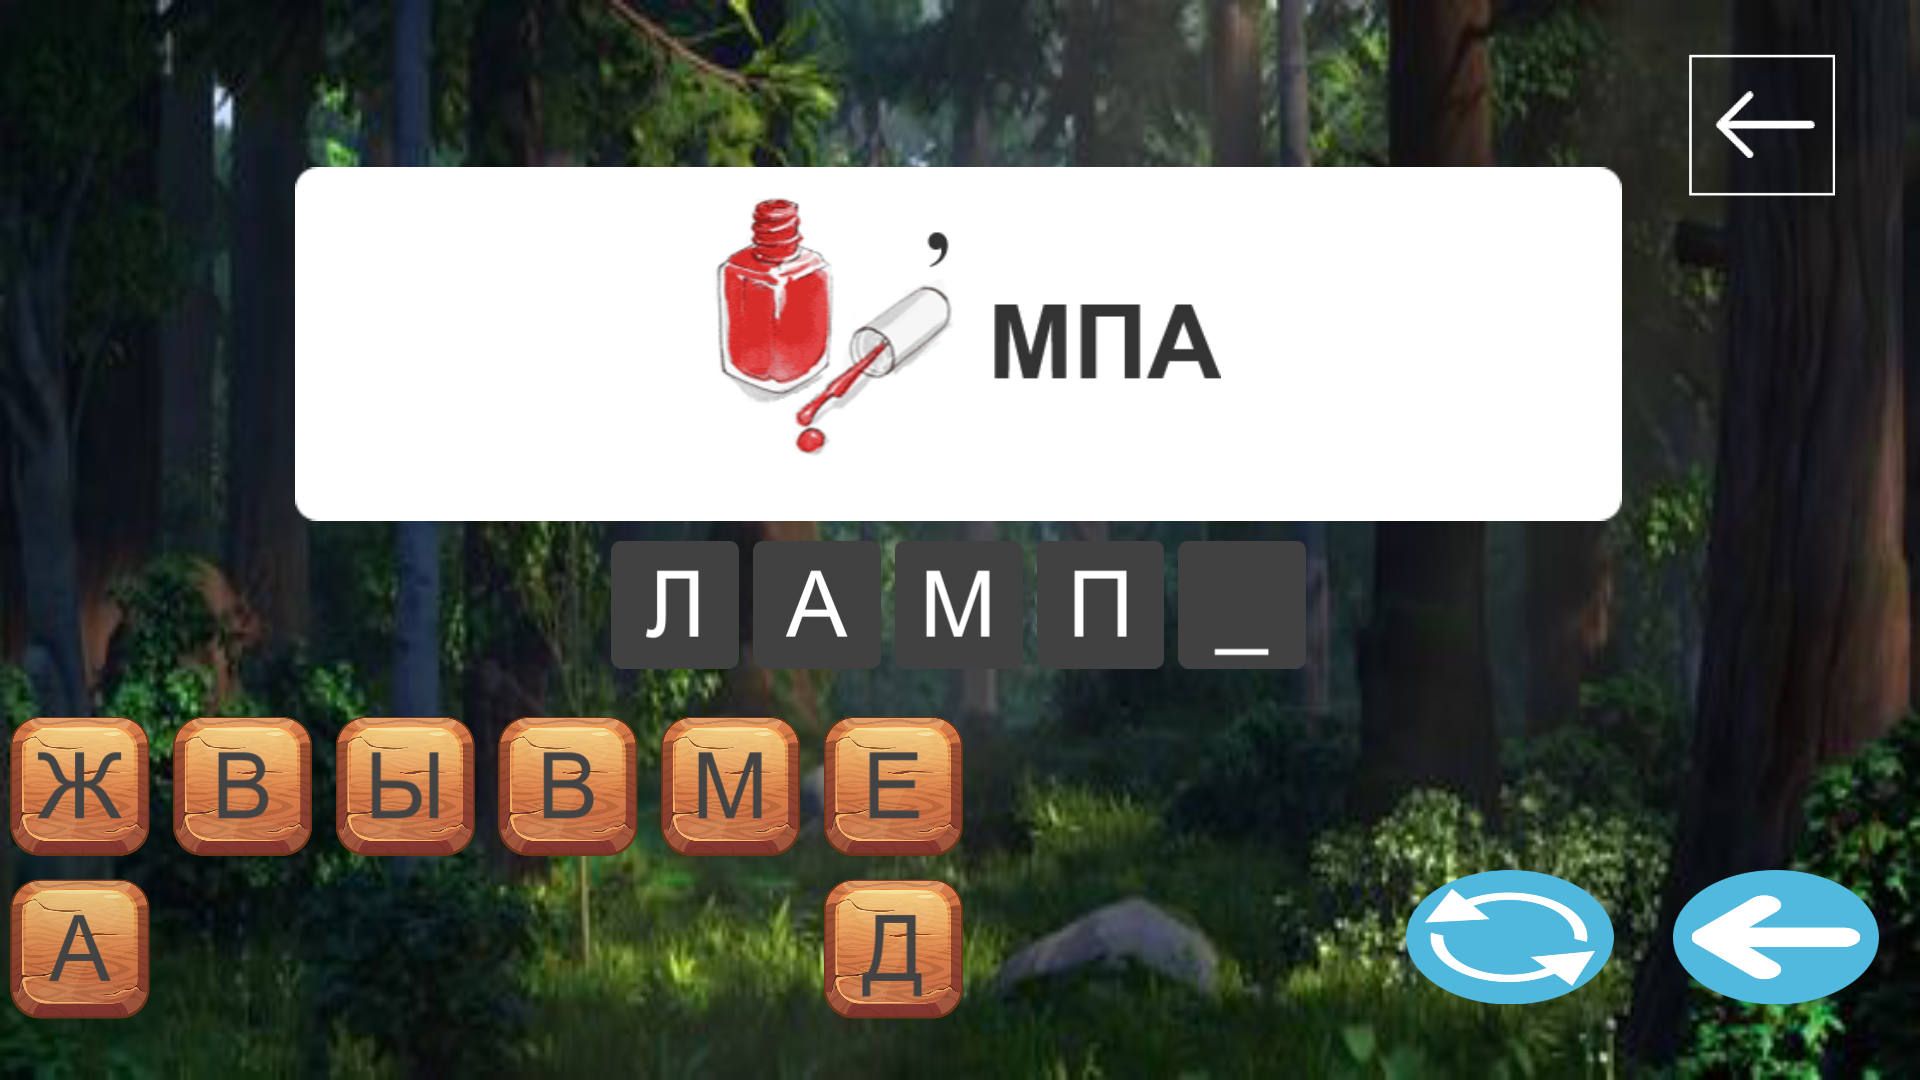 , МПА
Л А М П _
Ж В Ы В М Е
А Д